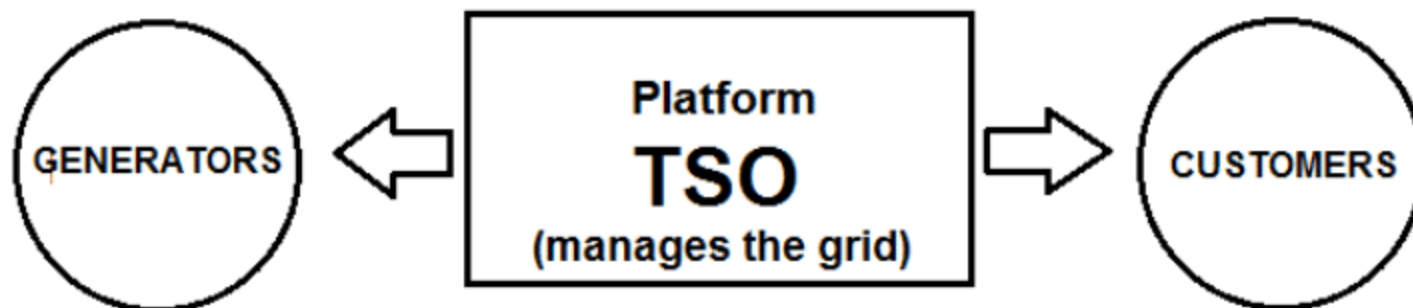 GENERATORS
Platform
TSO
(manages the grid)
CUSTOMERS